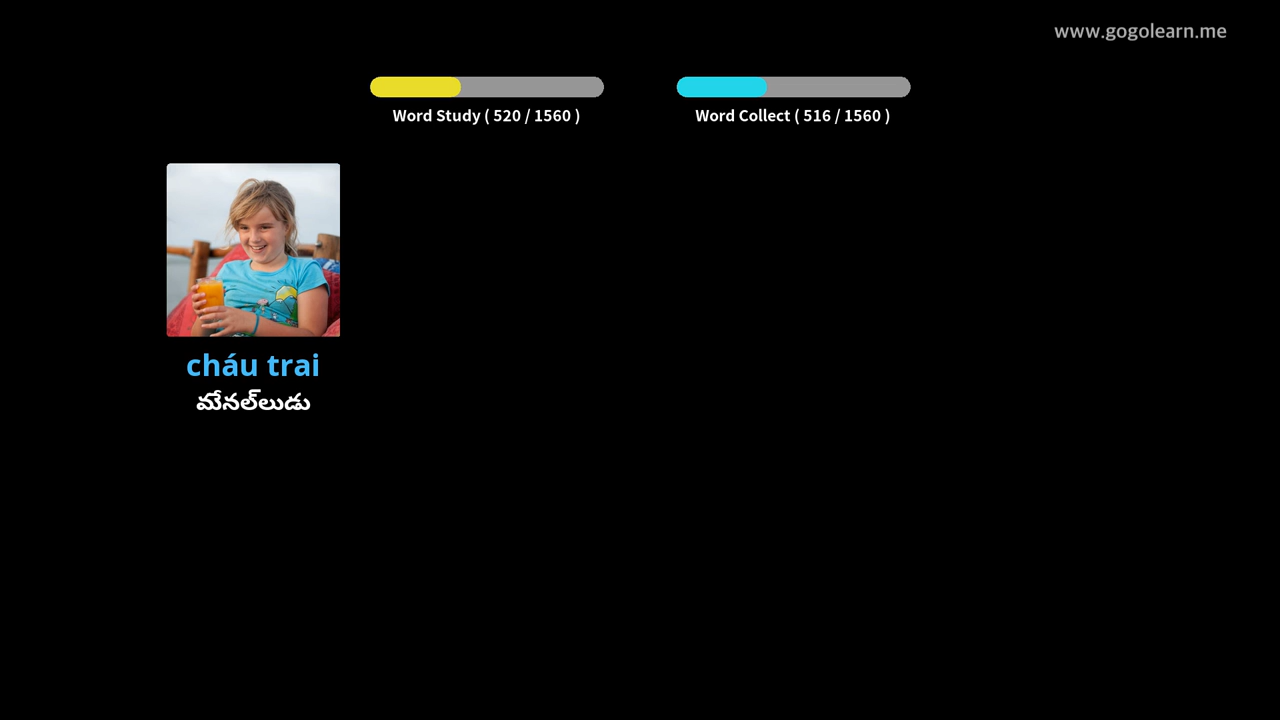 www.gogolearn.me
Word Study ( 520 / 1560 )
Word Collect ( 516 / 1560 )
cháu trai
మేనల్లుడు